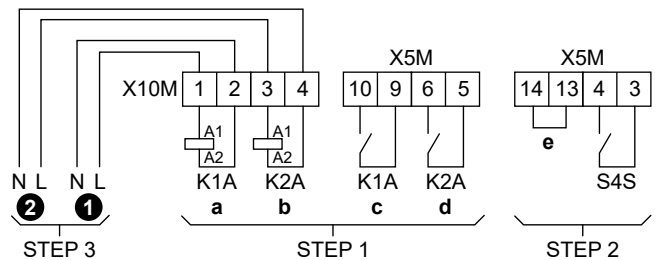 X5M X5M
X10M 1 2 3 4 10 9 6 5 14 13 4 3
A1 A1
A2 A2
e
N L N L K1A K2A K1A K2A S4S
2 1 a b c d
STEP 3 STEP 1 STEP 2